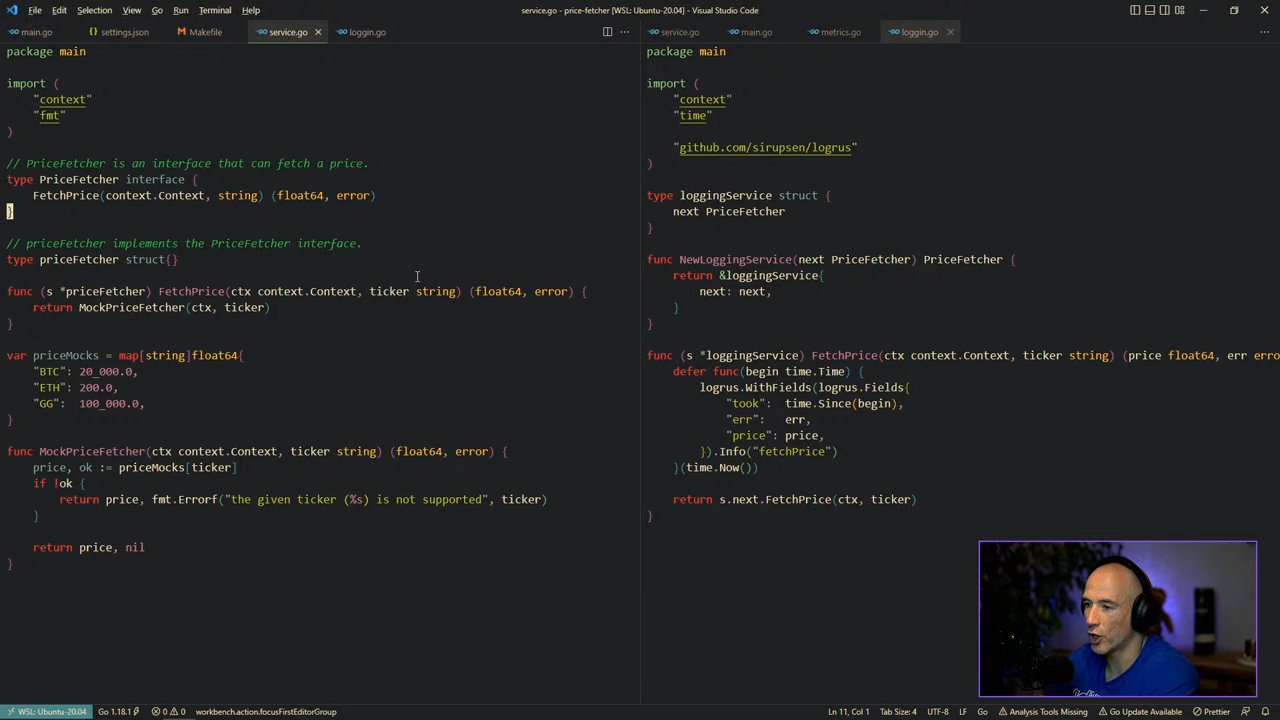 File Edit Selection View Go Run Terminal Help
service.go - price-fetcher [WSL: Ubuntu-20.04] - Visual Studio Code
main.go settings.json Makefile service.go loggin.go
package main
import (
"context"
"fmt"
)
// PriceFetcher is an interface that can fetch a price.
type PriceFetcher interface {
FetchPrice(context.Context, string) (float64, error)
}
// priceFetcher implements the PriceFetcher interface.
type priceFetcher struct{}
func (s *priceFetcher) FetchPrice(ctx context.Context, ticker string) (float64, error) {
return MockPriceFetcher(ctx, ticker)
}
var priceMocks = map[string]float64{
"BTC": 20_000.0,
"ETH": 200.0,
"GG": 100_000.0,
}
func MockPriceFetcher(ctx context.Context, ticker string) (float64, error) {
price, ok := priceMocks[ticker]
if !ok {
return price, fmt.Errorf("the given ticker (%s) is not supported", ticker)
}
return price, nil
}
service.go main.go metrics.go loggin.go
package main
import (
"context"
"time"
"github.com/sirupsen/logrus"
)
type loggingService struct {
next PriceFetcher
}
func NewLoggingService(next PriceFetcher) PriceFetcher {
return &loggingService{
next: next,
}
}
func (s *loggingService) FetchPrice(ctx context.Context, ticker string) (price float64, err erro
defer func(begin time.Time) {
logrus.WithFields(logrus.Fields{
"took": time.Since(begin),
"err": err,
"price": price,
}).Info("fetchPrice")
}(time.Now())
return s.next.FetchPrice(ctx, ticker)
}
WSL: Ubuntu-20.04 Go 1.18.1 0 0 workbench.action.focusFirstEditorGroup Ln 11, Col 1 Tab Size: 4 UTF-8 LF Go Analysis Tools Missing Go Update Available Prettier